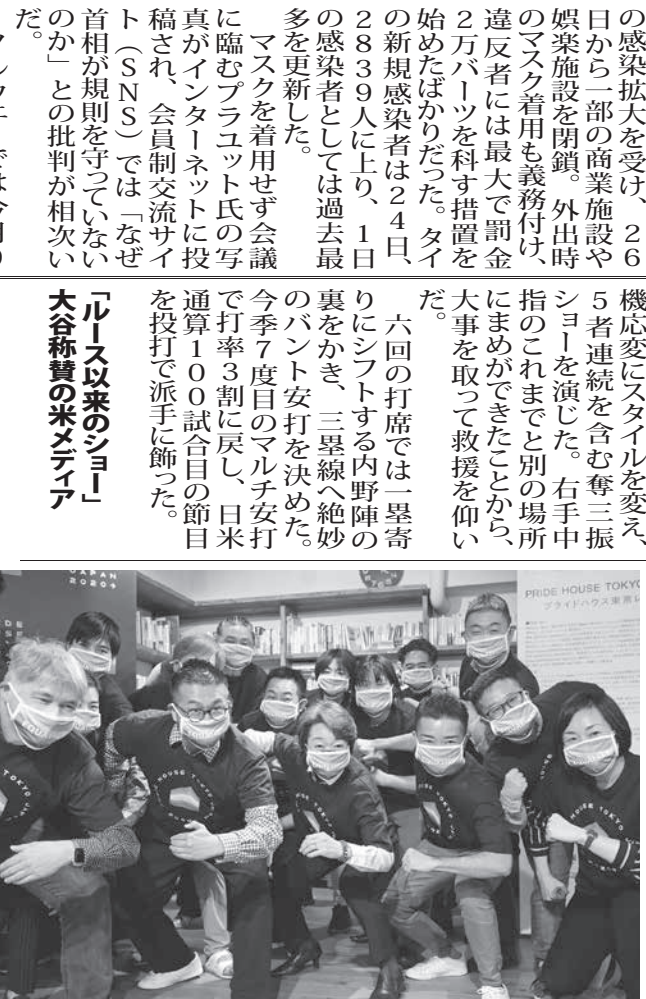 の感染拡大を受け、26
日から一部の商業施設や
娯楽施設を閉鎖。外出時
のマスク着用も義務付け、
違反者には最大で罰金
2万バーツを科す措置を
始めたばかりだった。タイ
の新規感染者は24日、
2839人に上り、1日
の感染者としては過去最
多を更新した。
マスクを着用せず会議
に臨むプラユット氏の写
真がインターネットに投
稿され、会員制交流サイ
ト（SNS）では「なぜ
首相が規則を守っていない
のか」との批判が相次い
だ。
機応変にスタイルを変え、
5者連続を含む奪三振
ショーを演じた。右手中
指のこれまでと別の場所
にまめができたことから、
大事を取って救援を仰い
だ。
六回の打席では一塁寄
りにシフトする内野陣の
裏をかき、三塁線へ絶妙
のバント安打を決めた。
今季7度目のマルチ安打
で打率3割に戻し、日米
通算100試合目の節目
を投打で派手に飾った。
「ルース以来のショー」
大谷称賛の米メディア
PRIDE HOUSE TOKYO
プライドハウス東京レ
JAPAN
2020
HOUSE TOKYO